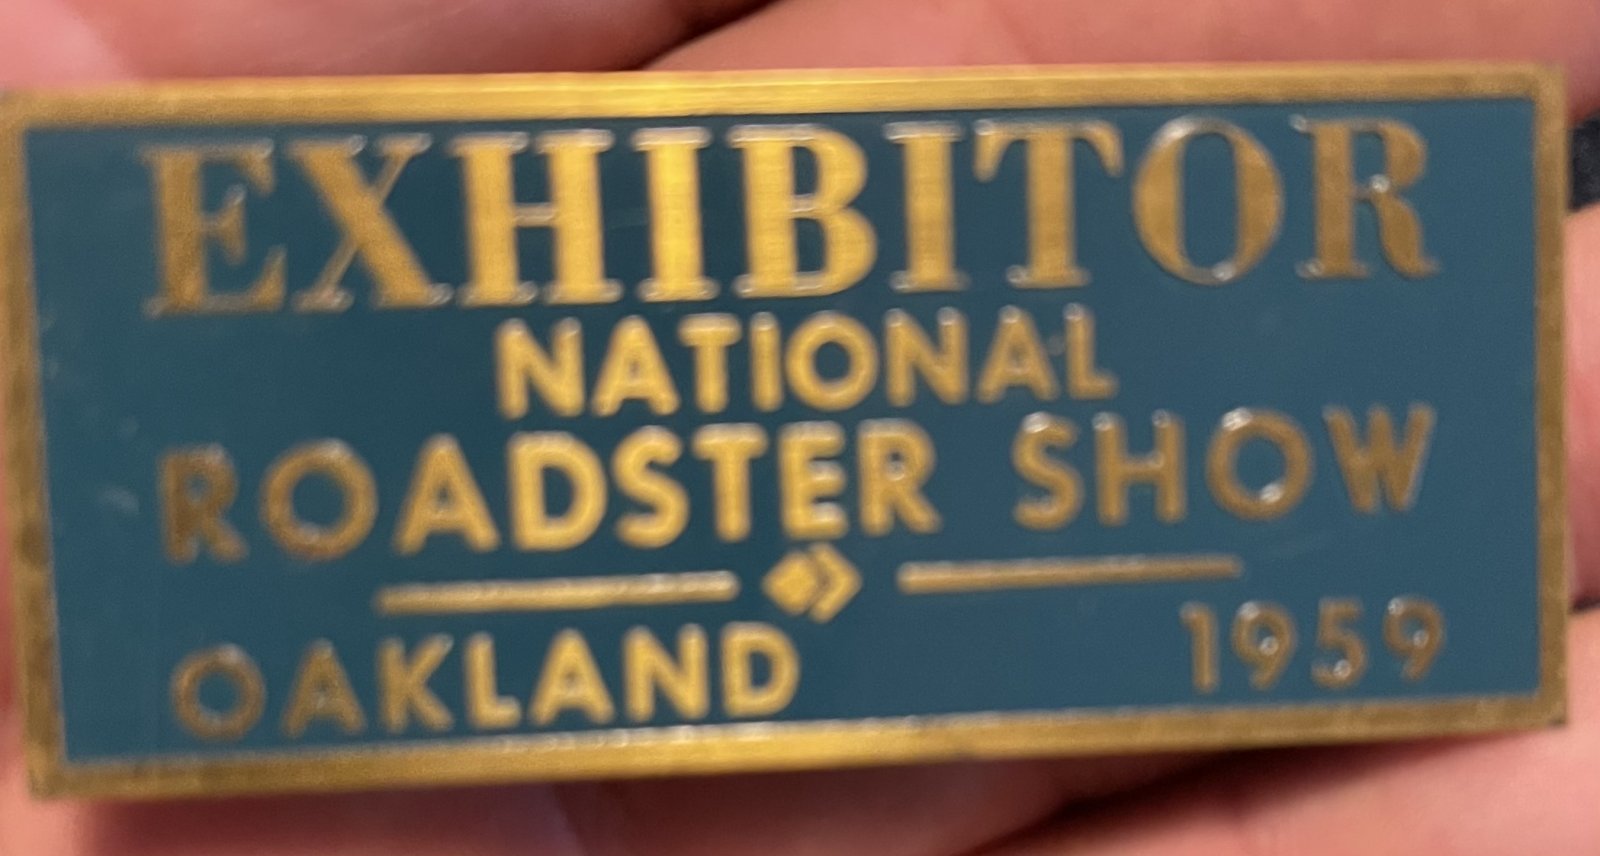 EXHIBITOR
NATIONAL
ROADSTER SHOW
OAKLAND 1959